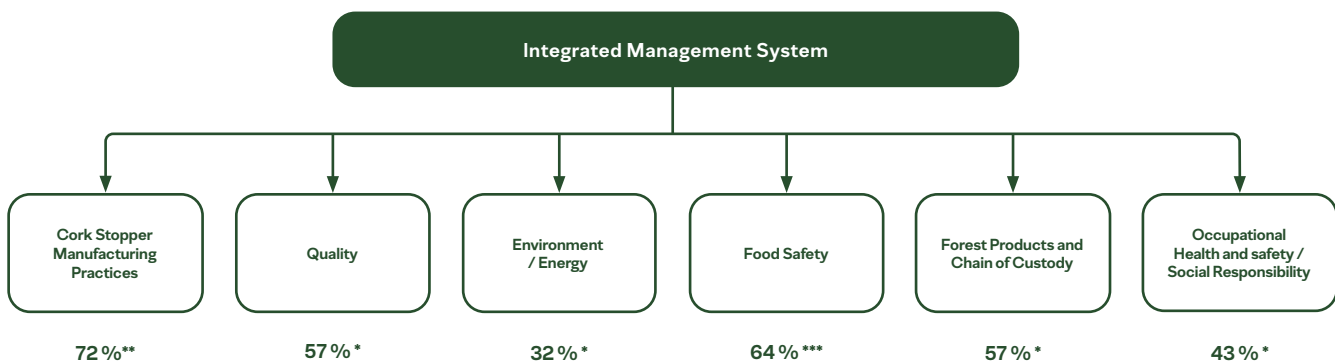 Integrated Management System
Cork Stopper
Manufacturing
Practices
Quality
Environment
/ Energy
Food Safety
Forest Products and
Chain of Custody
Occupational
Health and safety /
Social Responsibility
72 %**
57 % *
32 % *
64 % ***
57 % *
43 % *